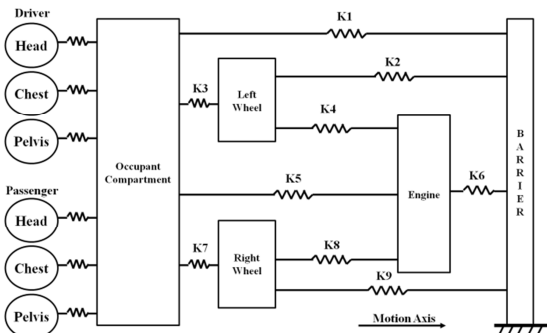 Driver
Head
Chest
Pelvis
Passenger
Head
Chest
Pelvis
Occupant
Compartment
K1
K2
K3
Left
Wheel
K4
K5
Engine
K6
K7
Right
Wheel
K8
K9
Motion Axis
B
A
R
R
I
E
R